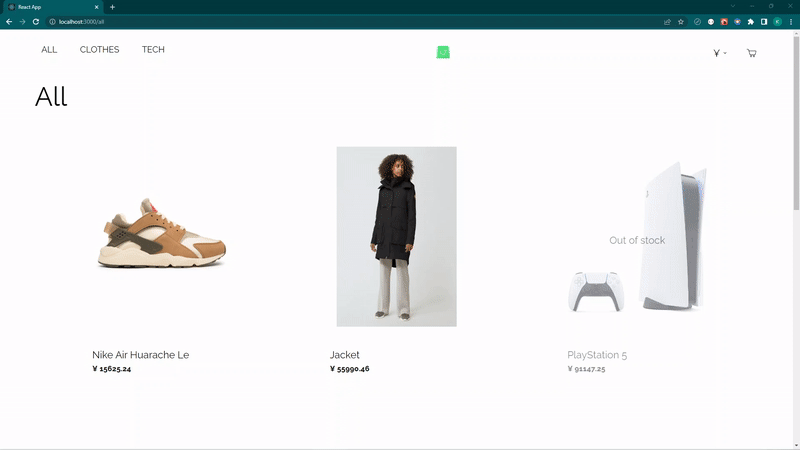 React App
localhost:3000/all
K
ALL
CLOTHES
TECH
¥
All
Out of stock
Nike Air Huarache Le
¥ 15625.24
Jacket
¥ 55990.46
PlayStation 5
¥ 91147.25